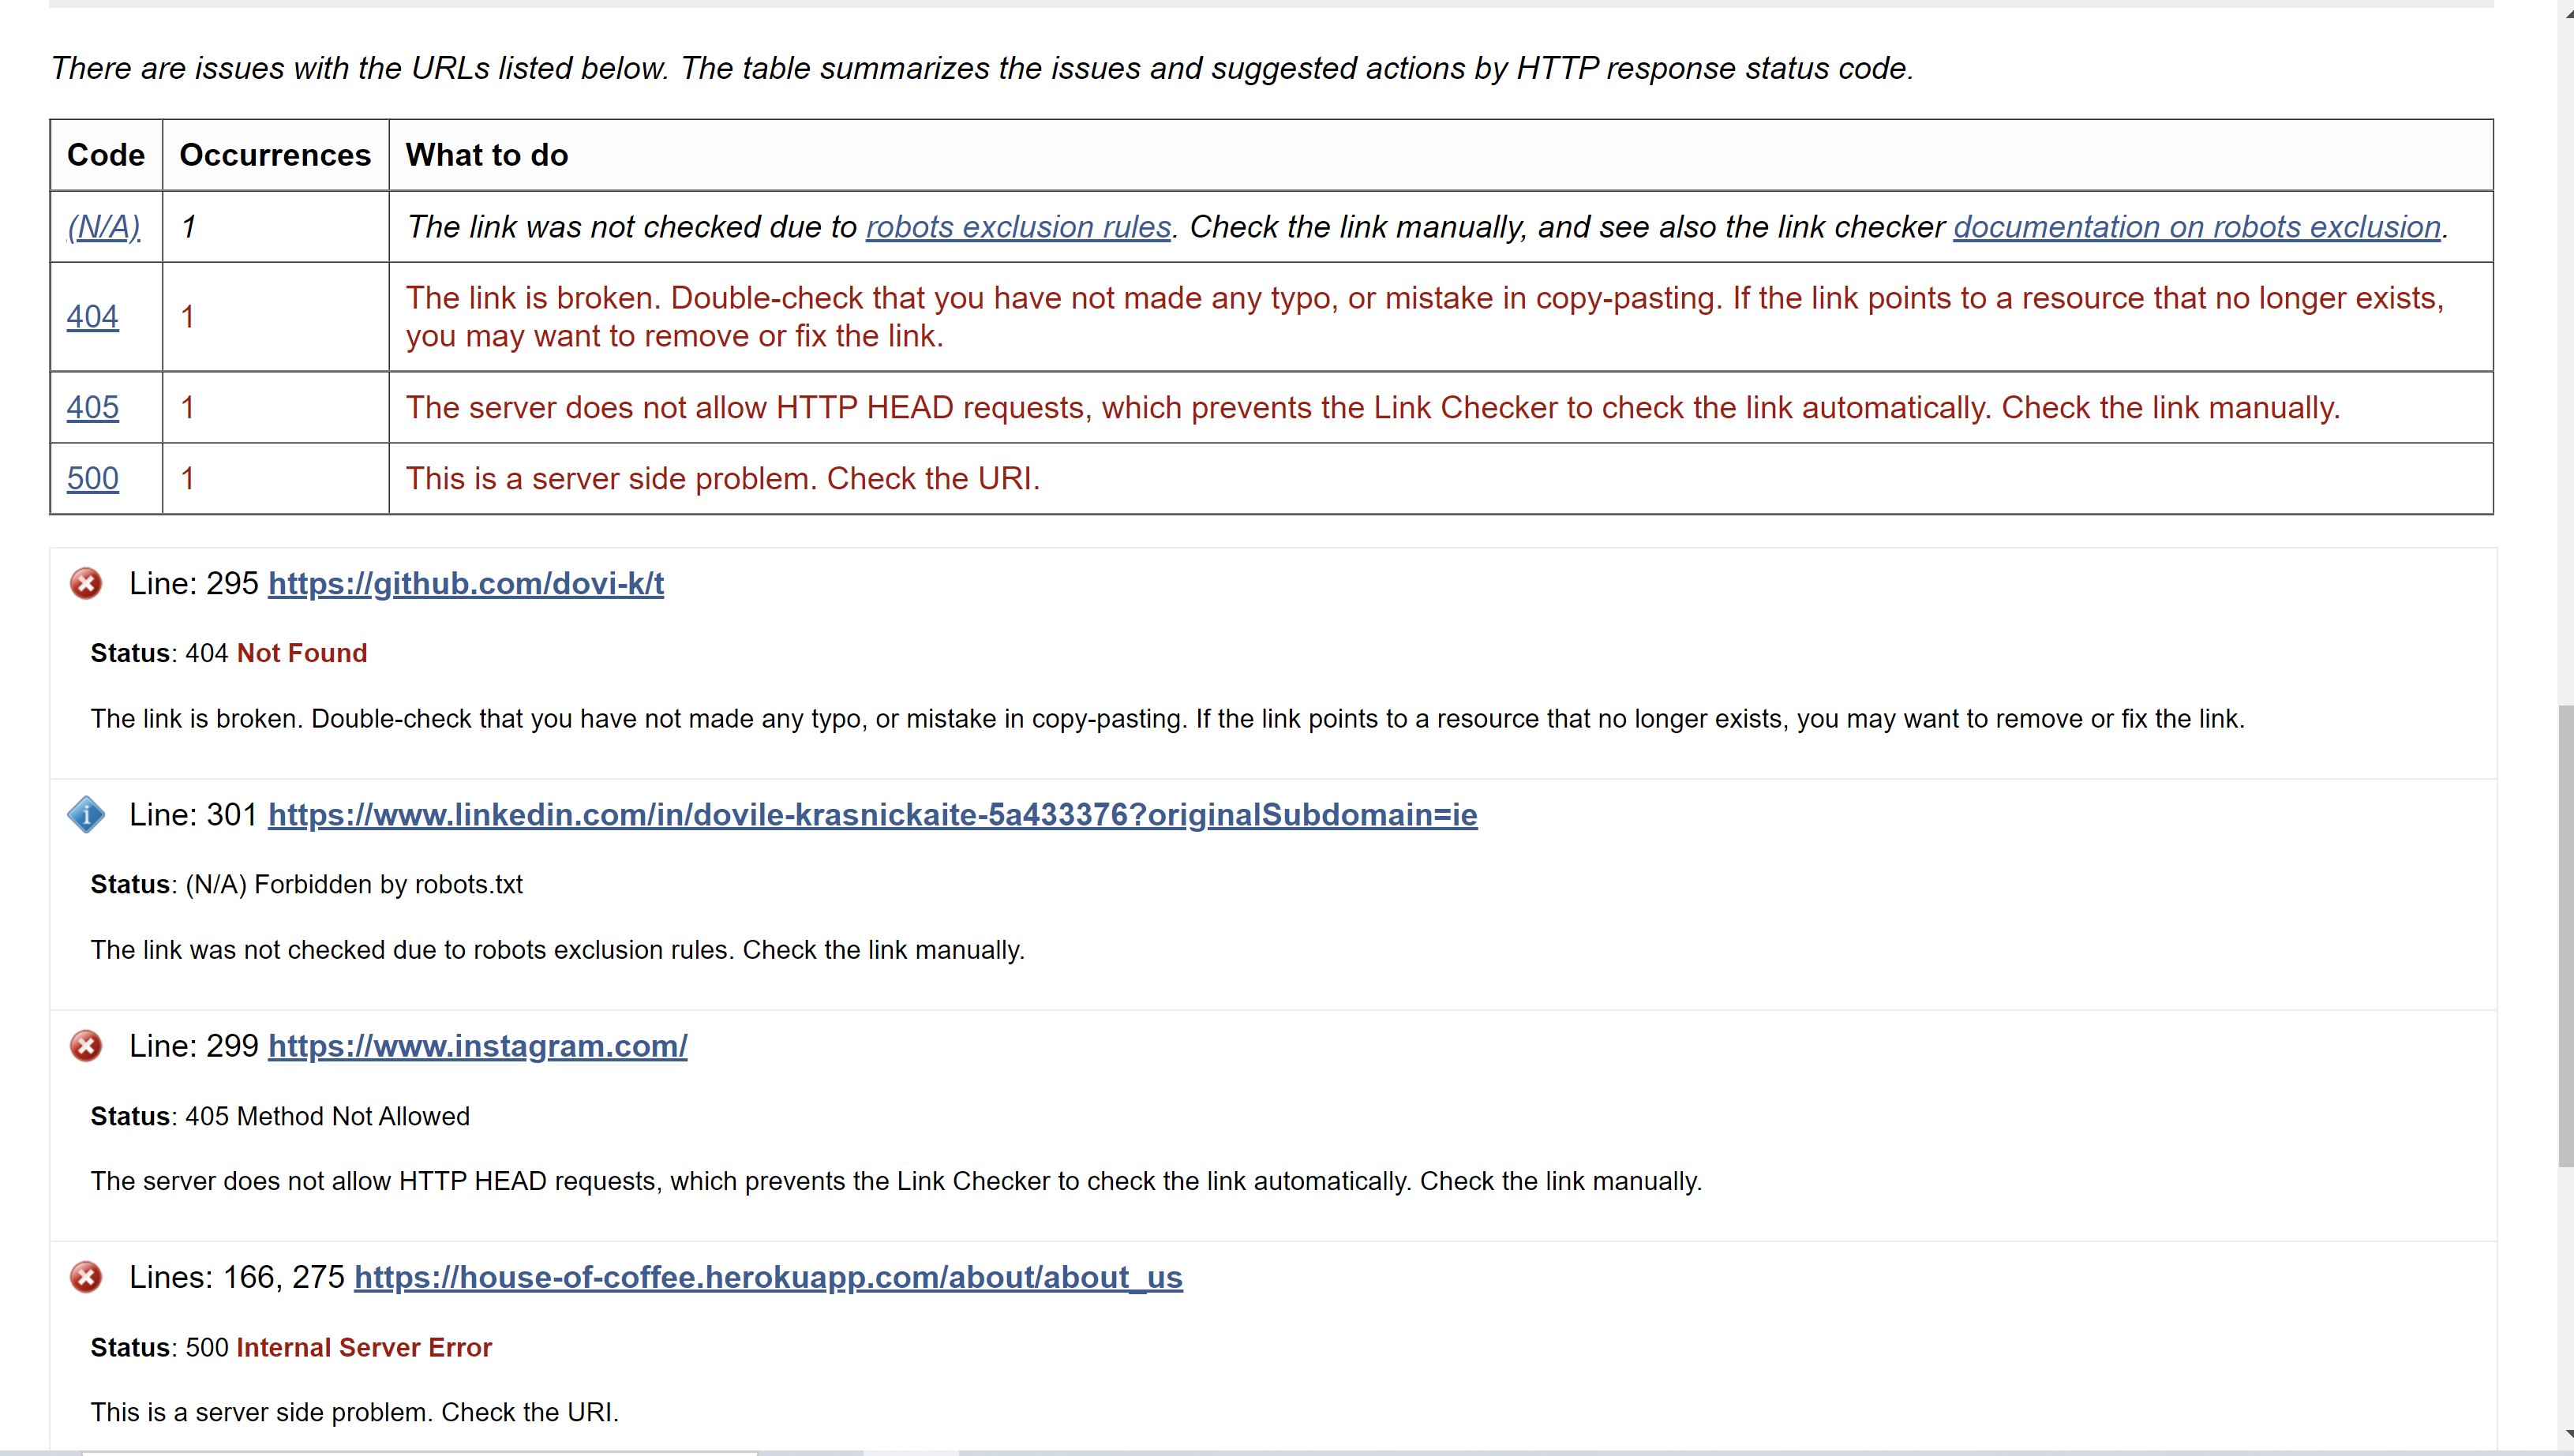 There are issues with the URLs listed below. The table summarizes the issues and suggested actions by HTTP response status code.
Code Occurrences What to do
(N/A) 1 The link was not checked due to robots exclusion rules. Check the link manually, and see also the link checker documentation on robots exclusion.
404 1 The link is broken. Double-check that you have not made any typo, or mistake in copy-pasting. If the link points to a resource that no longer exists,
you may want to remove or fix the link.
405 1 The server does not allow HTTP HEAD requests, which prevents the Link Checker to check the link automatically. Check the link manually.
500 1 This is a server side problem. Check the URI.
Line: 295 https://github.com/dovi-k/t
Status: 404 Not Found
The link is broken. Double-check that you have not made any typo, or mistake in copy-pasting. If the link points to a resource that no longer exists, you may want to remove or fix the link.
Line: 301 https://www.linkedin.com/in/dovile-krasnickaite-5a433376?originalSubdomain=ie
Status: (N/A) Forbidden by robots.txt
The link was not checked due to robots exclusion rules. Check the link manually.
Line: 299 https://www.instagram.com/
Status: 405 Method Not Allowed
The server does not allow HTTP HEAD requests, which prevents the Link Checker to check the link automatically. Check the link manually.
Lines: 166, 275 https://house-of-coffee.herokuapp.com/about/about_us
Status: 500 Internal Server Error
This is a server side problem. Check the URI.